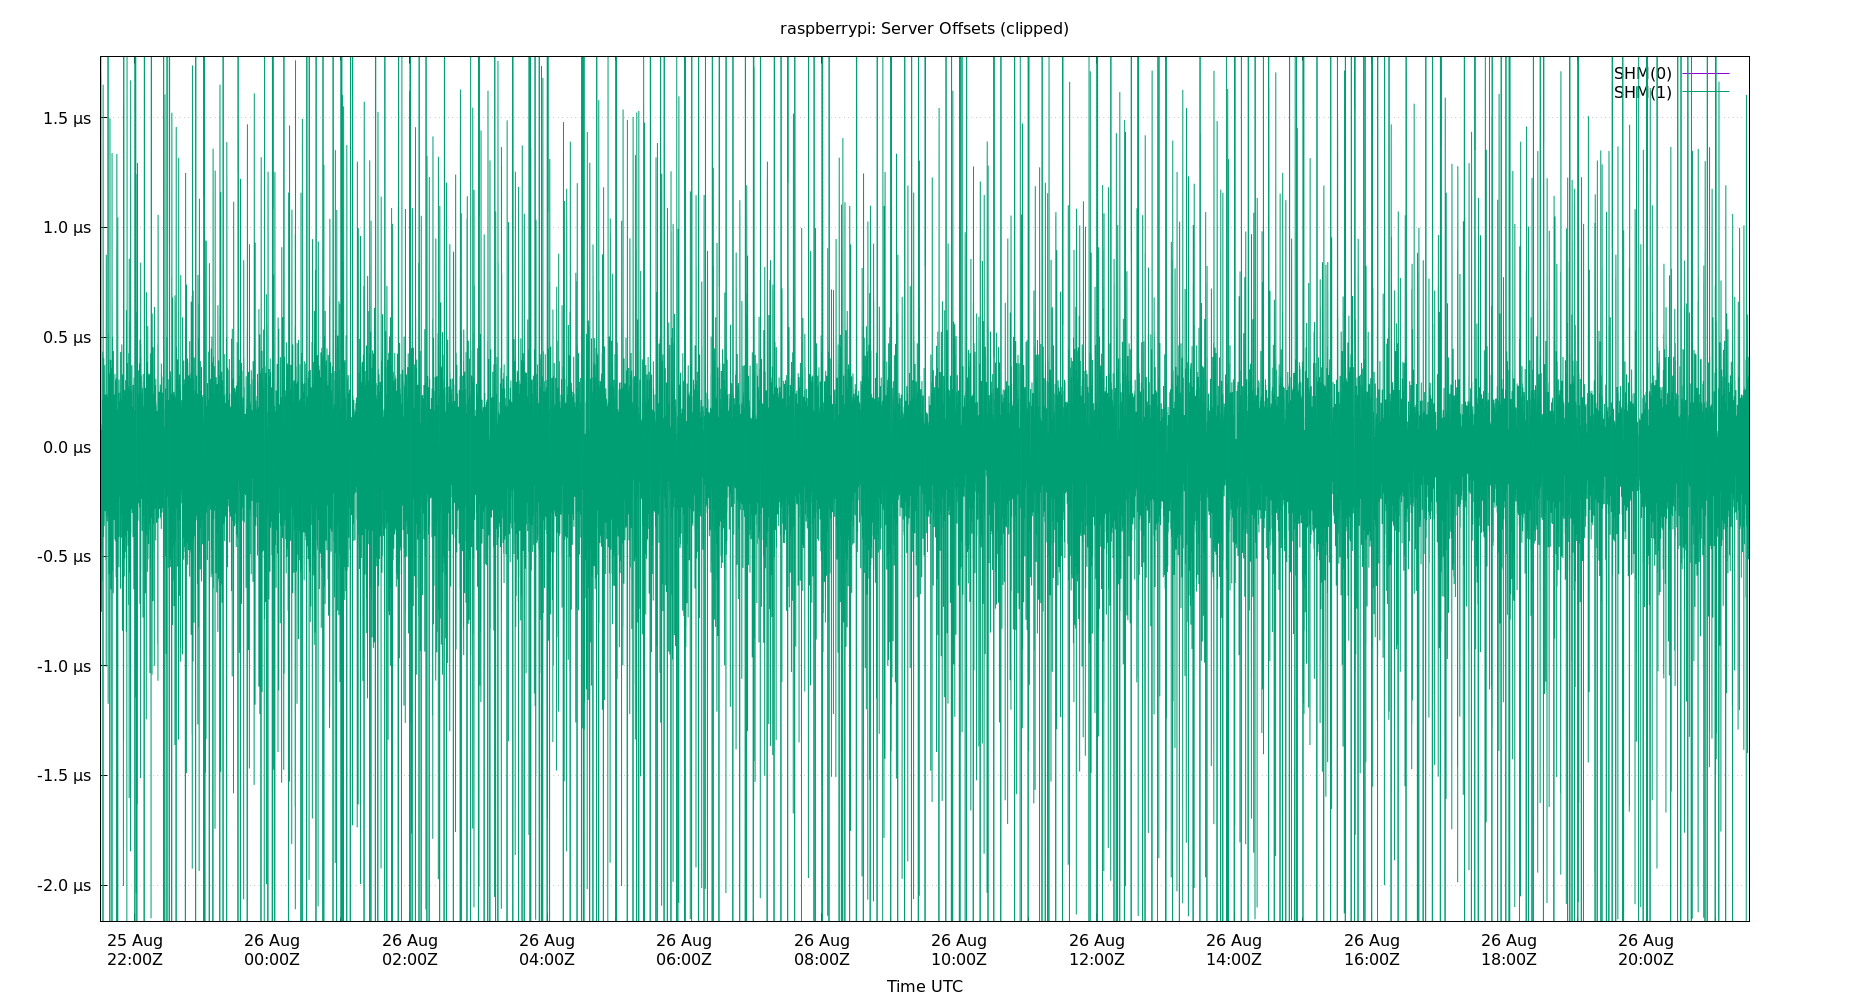 raspberrypi: Server Offsets (clipped)
SHM(0)
SHM(1)
1.5 µs
1.0 µs
0.5 µs
0.0 µs
-0.5 µs
-1.0 µs
-1.5 µs
-2.0 µs
25 Aug 26 Aug 26 Aug 26 Aug 26 Aug 26 Aug 26 Aug 26 Aug 26 Aug 26 Aug 26 Aug 26 Aug
22:00Z 00:00Z 02:00Z 04:00Z 06:00Z 08:00Z 10:00Z 12:00Z 14:00Z 16:00Z 18:00Z 20:00Z
Time UTC